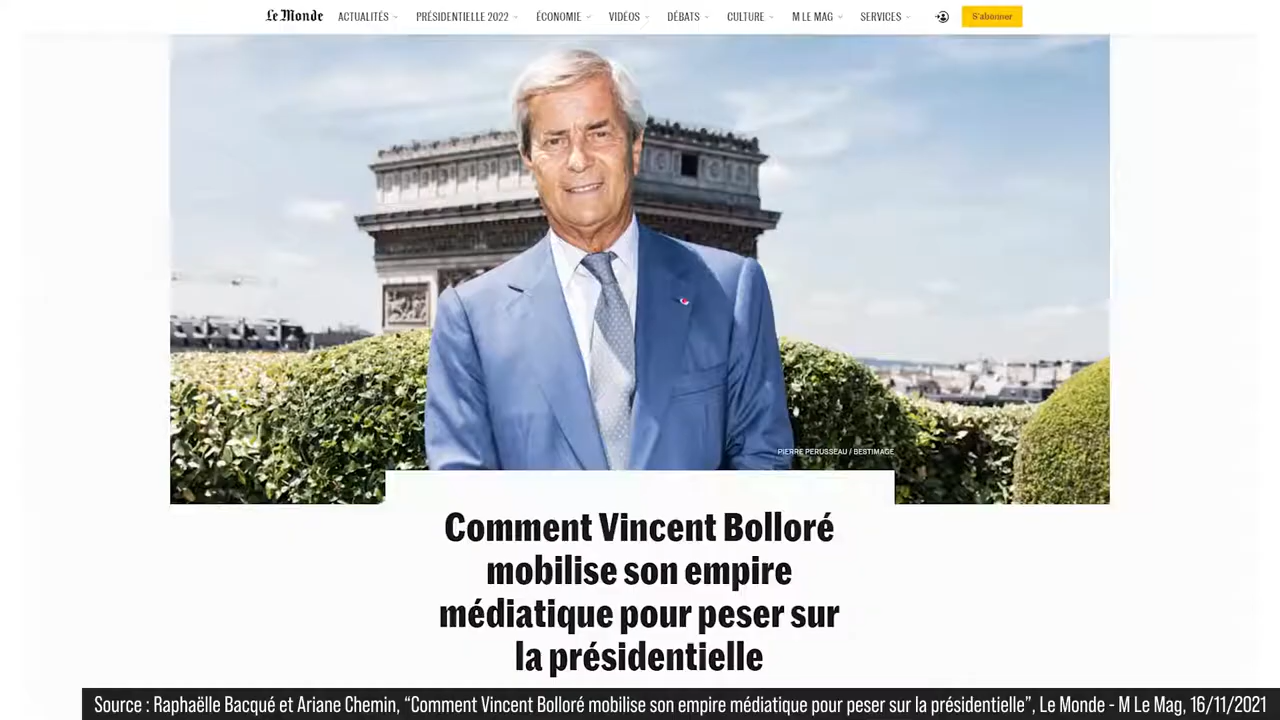 Le Monde ACTUALITÉS PRÉSIDENTIELLE 2022 ÉCONOMIE VIDÉOS DÉBATS CULTURE M LE MAG SERVICES S'abonner
PIERRE PERUSSEAU / BESTIMAGE
Comment Vincent Bolloré
mobilise son empire
médiatique pour peser sur
la présidentielle
Source : Raphaëlle Bacqué et Ariane Chemin, “Comment Vincent Bolloré mobilise son empire médiatique pour peser sur la présidentielle”, Le Monde - M Le Mag, 16/11/2021